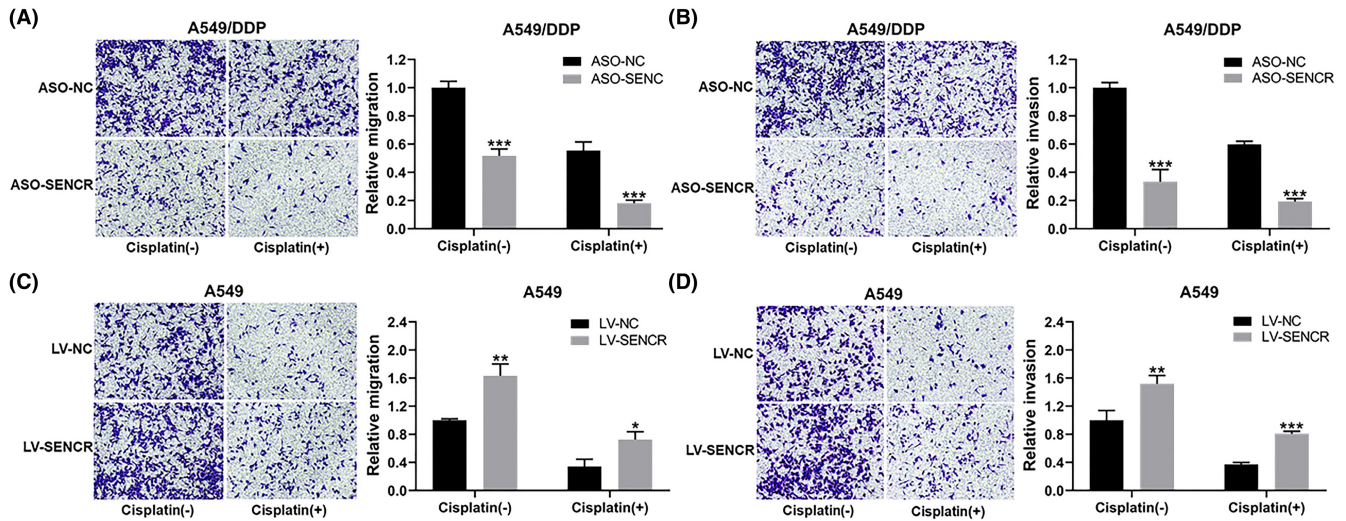 (A)
A549/DDP
ASO-NC
ASO-SENCR
Cisplatin(-) Cisplatin(+)
A549/DDP
ASO-NC
ASO-SENC
Relative migration
1.2
1.0
0.8
0.6
0.4
0.2
0.0
***
***
Cisplatin(-) Cisplatin(+)
(B)
A549/DDP
ASO-NC
ASO-SENCR
Cisplatin(-) Cisplatin(+)
A549/DDP
ASO-NC
ASO-SENCR
Relative invasion
1.2
1.0
0.8
0.6
0.4
0.2
0.0
***
***
Cisplatin(-) Cisplatin(+)
(C)
A549
LV-NC
LV-SENCR
Cisplatin(-) Cisplatin(+)
A549
LV-NC
LV-SENCR
Relative migration
2.4
2.0
1.6
1.2
0.8
0.4
0.0
**
*
Cisplatin(-) Cisplatin(+)
(D)
A549
LV-NC
LV-SENCR
Cisplatin(-) Cisplatin(+)
A549
LV-NC
LV-SENCR
Relative invasion
2.4
2.0
1.6
1.2
0.8
0.4
0.0
**
***
Cisplatin(-) Cisplatin(+)